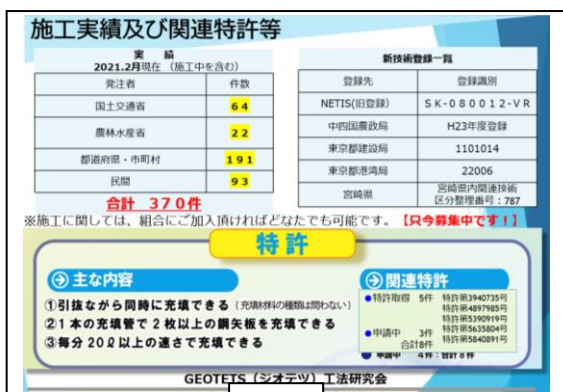 施工実績及び関連特許等
実 績
2021.2月現在 (施工中を含む)
発注者 件数
国土交通省 64
農林水産省 22
都道府県・市町村 191
民間 93
合計 370件
新技術登録一覧
登録先 登録識別
NETIS(旧登録) SK-080012-VR
中四国農政局 H23年度登録
東京都建設局 1101014
東京都港湾局 22006
宮崎県 宮崎県内関連技術
区分整理番号:787
※施工に関しては、組合にご加入頂ければどなたでも可能です。【只今募集中です!】
特許
主な内容
①引抜ながら同時に充填できる (充填材料の種類は問わない)
②1本の充填管で2枚以上の鋼矢板を充填できる
③毎分20ℓ以上の速さで充填できる
関連特許
●特許取得 5件 特許第3940735号
特許第4897985号
特許第5390919号
●申請中 3件 特許第5635804号
合計8件 特許第5840891号
● 申請中 4件:合計8件
GEOTETS(ジオテツ)工法研究会